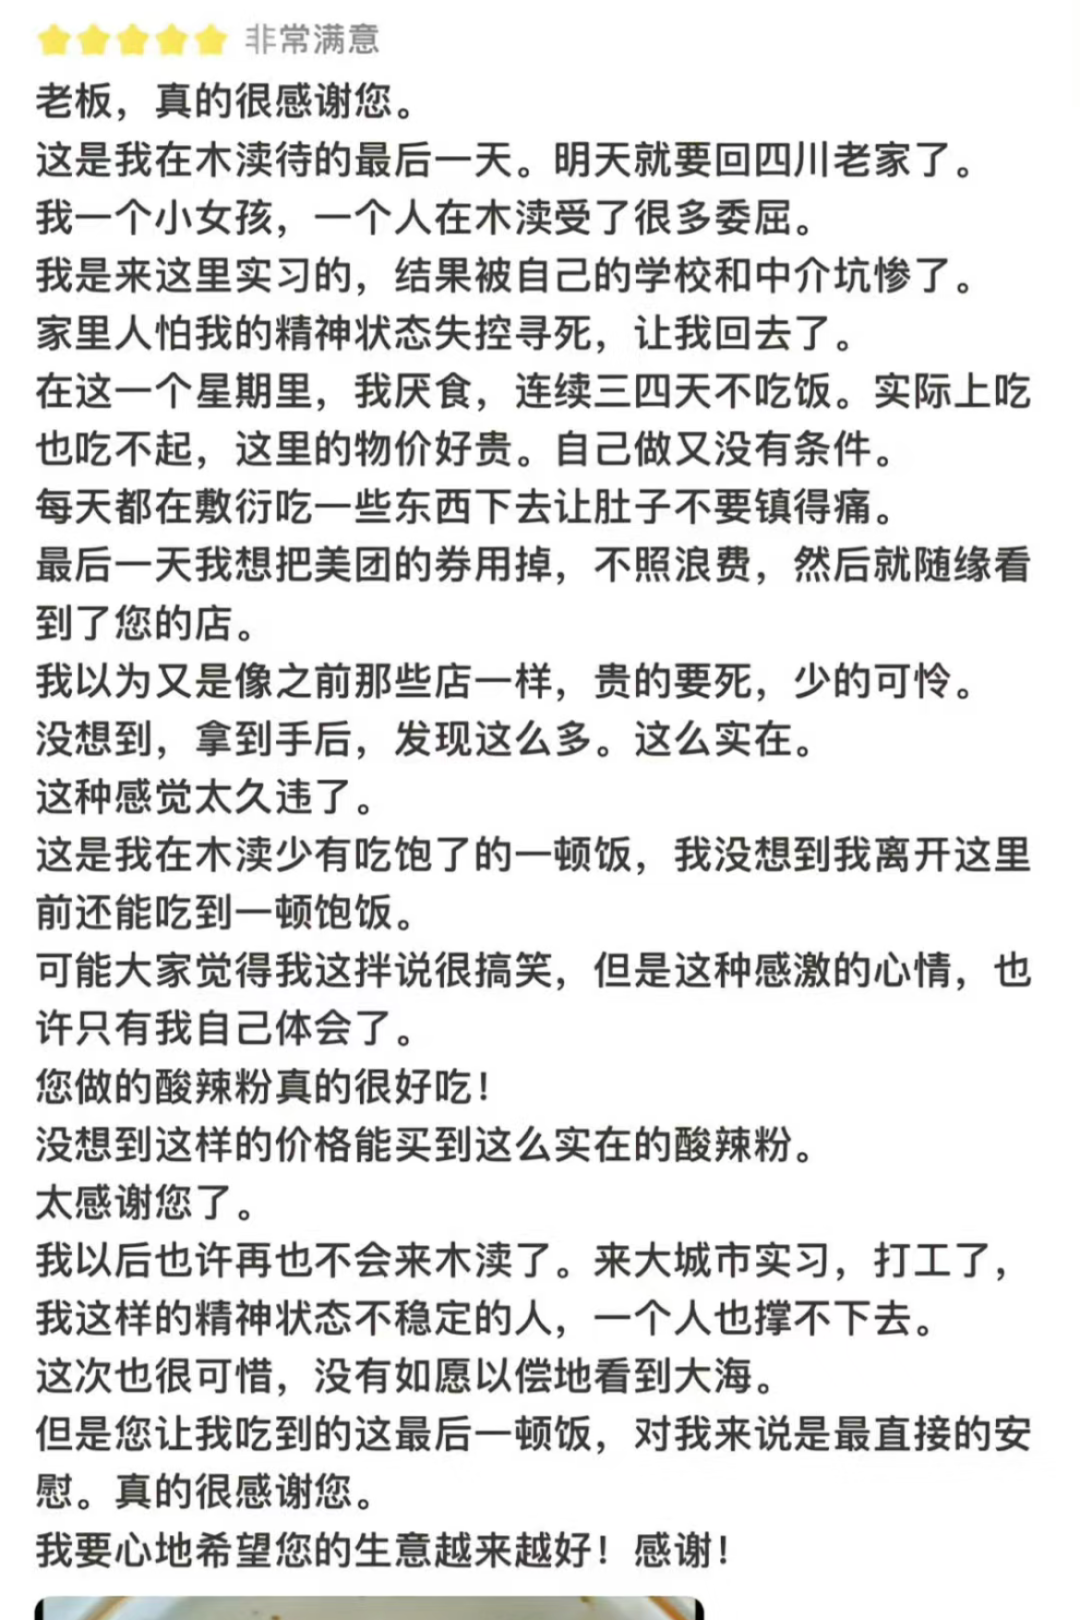 非常满意
老板，真的很感谢您。
这是我在木渎待的最后一天。明天就要回四川老家了。
我一个小女孩，一个人在木渎受了很多委屈。
我是来这里实习的，结果被自己的学校和中介坑惨了。
家里人怕我的精神状态失控寻死，让我回去了。
在这一个星期里，我厌食，连续三四天不吃饭。实际上吃
也吃不起，这里的物价好贵。自己做又没有条件。
每天都在敷衍吃一些东西下去让肚子不要镇得痛。
最后一天我想把美团的券用掉，不照浪费，然后就随缘看
到了您的店。
我以为又是像之前那些店一样，贵的要死，少的可怜。
没想到，拿到手后，发现这么多。这么实在。
这种感觉太久违了。
这是我在木渎少有吃饱了的一顿饭，我没想到我离开这里
前还能吃到一顿饱饭。
可能大家觉得我这拌说很搞笑，但是这种感激的心情，也
许只有我自己体会了。
您做的酸辣粉真的很好吃！
没想到这样的价格能买到这么实在的酸辣粉。
太感谢您了。
我以后也许再也不会来木渎了。来大城市实习，打工了，
我这样的精神状态不稳定的人，一个人也撑不下去。
这次也很可惜，没有如愿以偿地看到大海。
但是您让我吃到的这最后一顿饭，对我来说是最直接的安
慰。真的很感谢您。
我要心地希望您的生意越来越好！感谢！